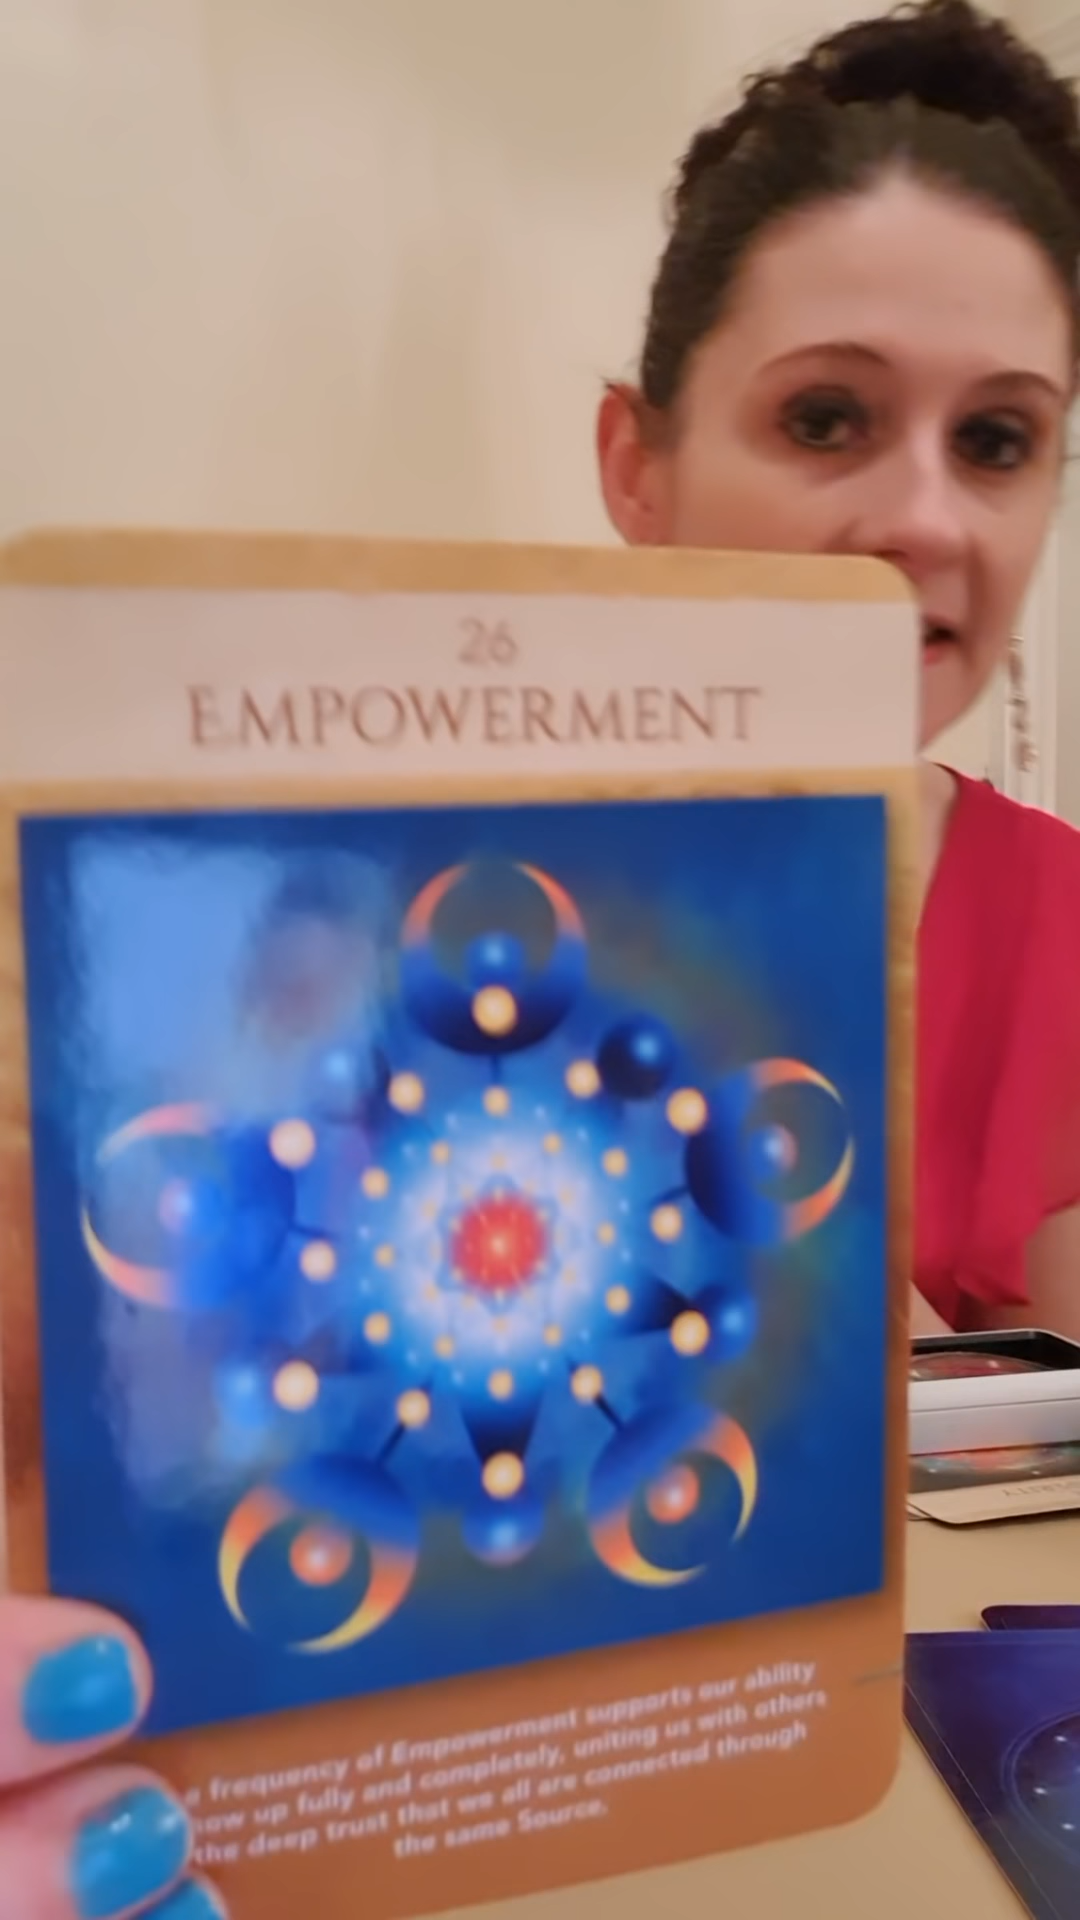 26
EMPOWERMENT
frequency of Empowerment supports our ability
up fully and completely, uniting us with others
the deep trust that we all are connected through
the same Source.